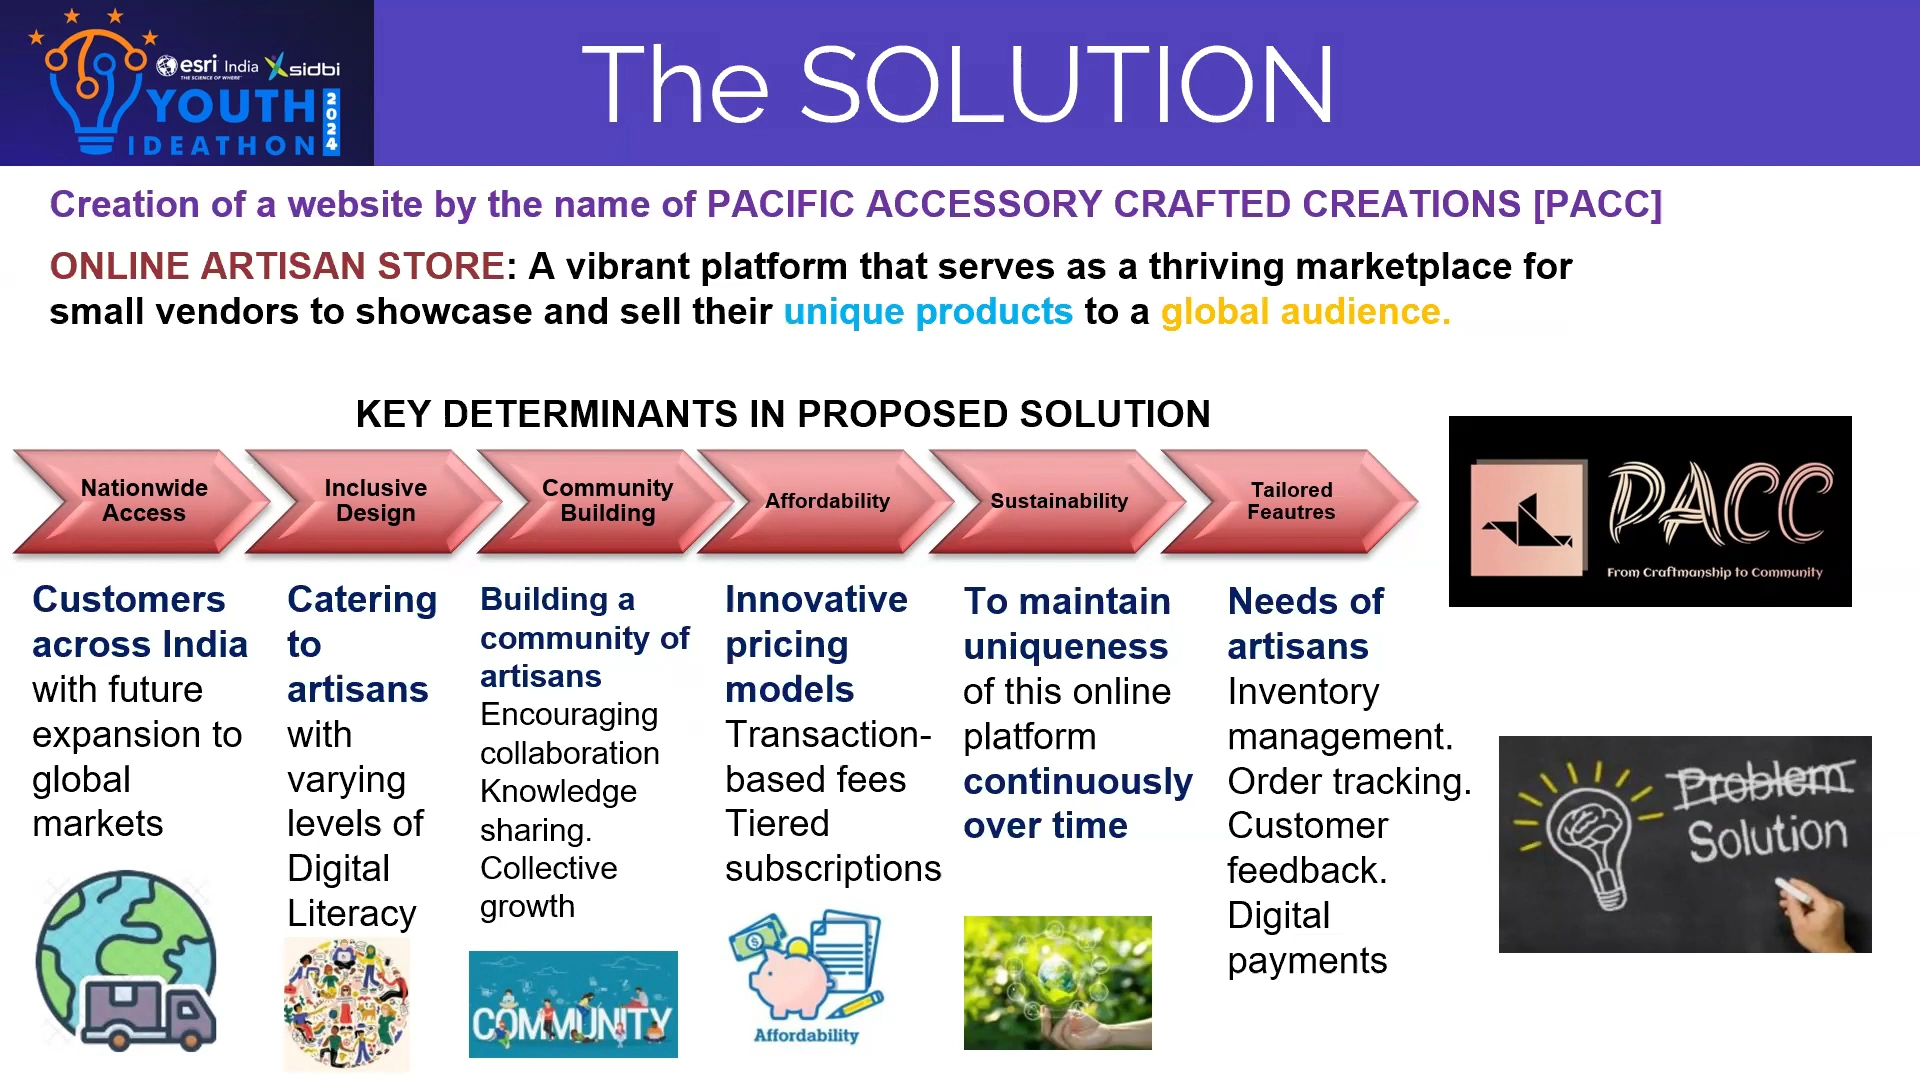 esri India
THE SCIENCE OF WHERE
sidbi
YOUTH
IDEATHON
2024
The SOLUTION
Creation of a website by the name of PACIFIC ACCESSORY CRAFTED CREATIONS [PACC]
ONLINE ARTISAN STORE: A vibrant platform that serves as a thriving marketplace for
small vendors to showcase and sell their unique products to a global audience.
KEY DETERMINANTS IN PROPOSED SOLUTION
Nationwide
Access
Inclusive
Design
Community
Building
Affordability
Sustainability
Tailored
Feautres
Customers
across India
with future
expansion to
global
markets
Catering
to
artisans
with
varying
levels of
Digital
Literacy
Building a
community of
artisans
Encouraging
collaboration
Knowledge
sharing.
Collective
growth
Innovative
pricing
models
Transaction-
based fees
Tiered
subscriptions
To maintain
uniqueness
of this online
platform
continuously
over time
Needs of
artisans
Inventory
management.
Order tracking.
Customer
feedback.
Digital
payments
PACC
From Craftmanship to Community
Problem
Solution
COMMUNITY
$
Affordability